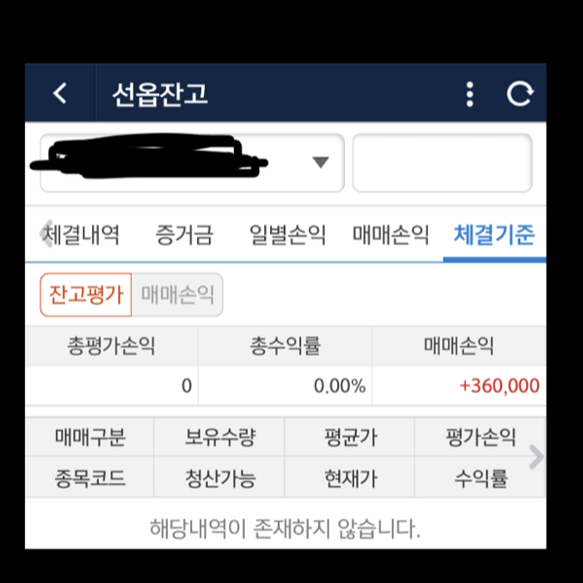 선옵잔고
체결내역 증거금 일별손익 매매손익 체결기준
잔고평가 매매손익
총평가손익 총수익률 매매손익
0 0.00% +360,000
매매구분 보유수량 평균가 평가손익
종목코드 청산가능 현재가 수익률
해당내역이 존재하지 않습니다.